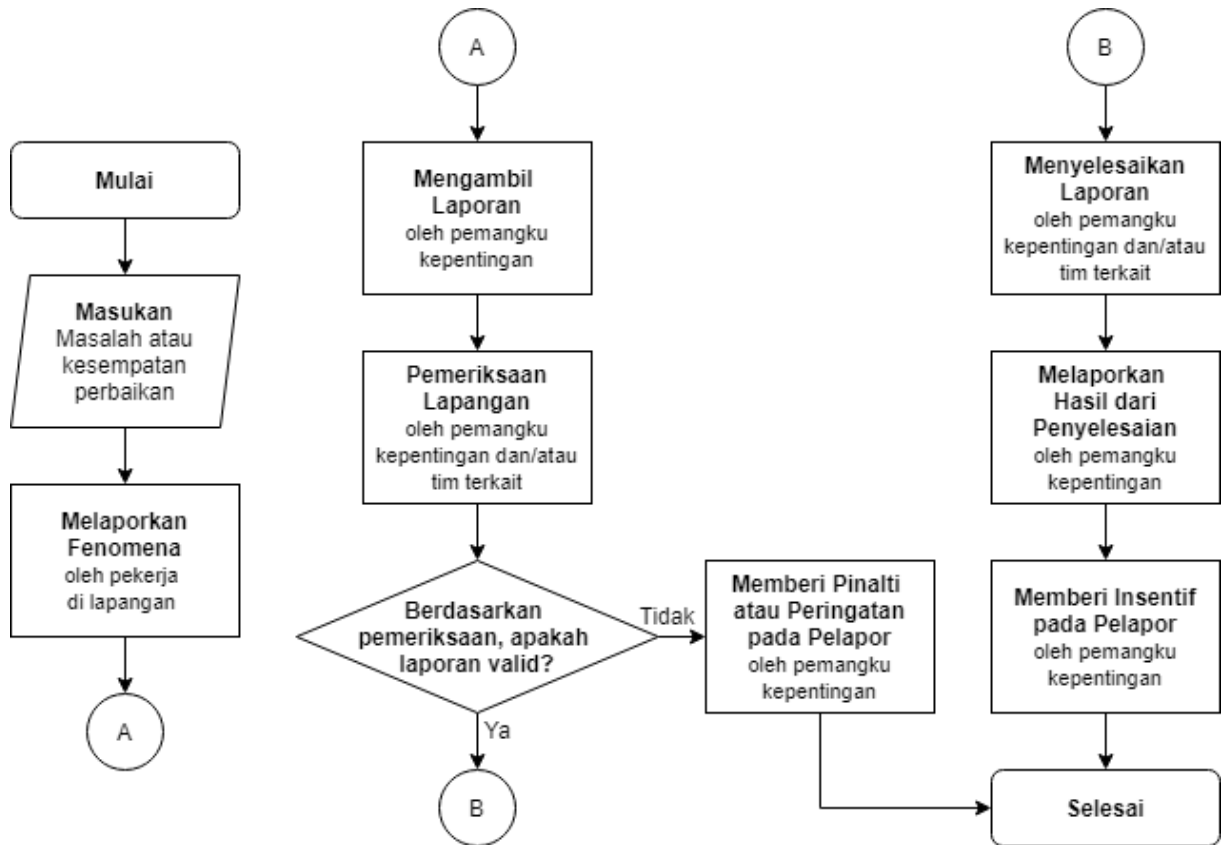 Mulai
Masukan
Masalah atau
kesempatan
perbaikan
Melaporkan
Fenomena
oleh pekerja
di lapangan
A
A
Mengambil
Laporan
oleh pemangku
kepentingan
Pemeriksaan
Lapangan
oleh pemangku
kepentingan dan/atau
tim terkait
Berdasarkan
pemeriksaan, apakah
laporan valid?
Tidak
Ya
B
Memberi Pinalti
atau Peringatan
pada Pelapor
oleh pemangku
kepentingan
B
Menyelesaikan
Laporan
oleh pemangku
kepentingan dan/atau
tim terkait
Melaporkan
Hasil dari
Penyelesaian
oleh pemangku
kepentingan
Memberi Insentif
pada Pelapor
oleh pemangku
kepentingan
Selesai